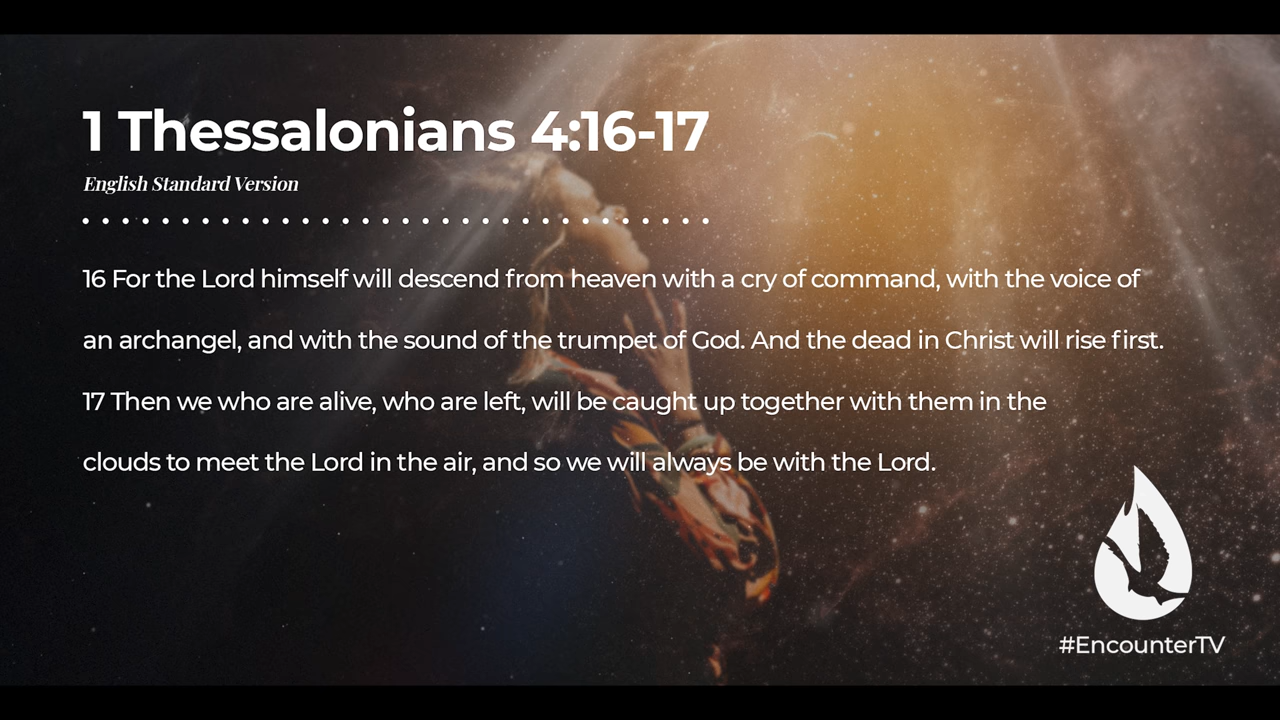 1 Thessalonians 4:16-17
English Standard Version
16 For the Lord himself will descend from heaven with a cry of command, with the voice of
an archangel, and with the sound of the trumpet of God. And the dead in Christ will rise first.
17 Then we who are alive, who are left, will be caught up together with them in the
clouds to meet the Lord in the air, and so we will always be with the Lord.
#EncounterTV